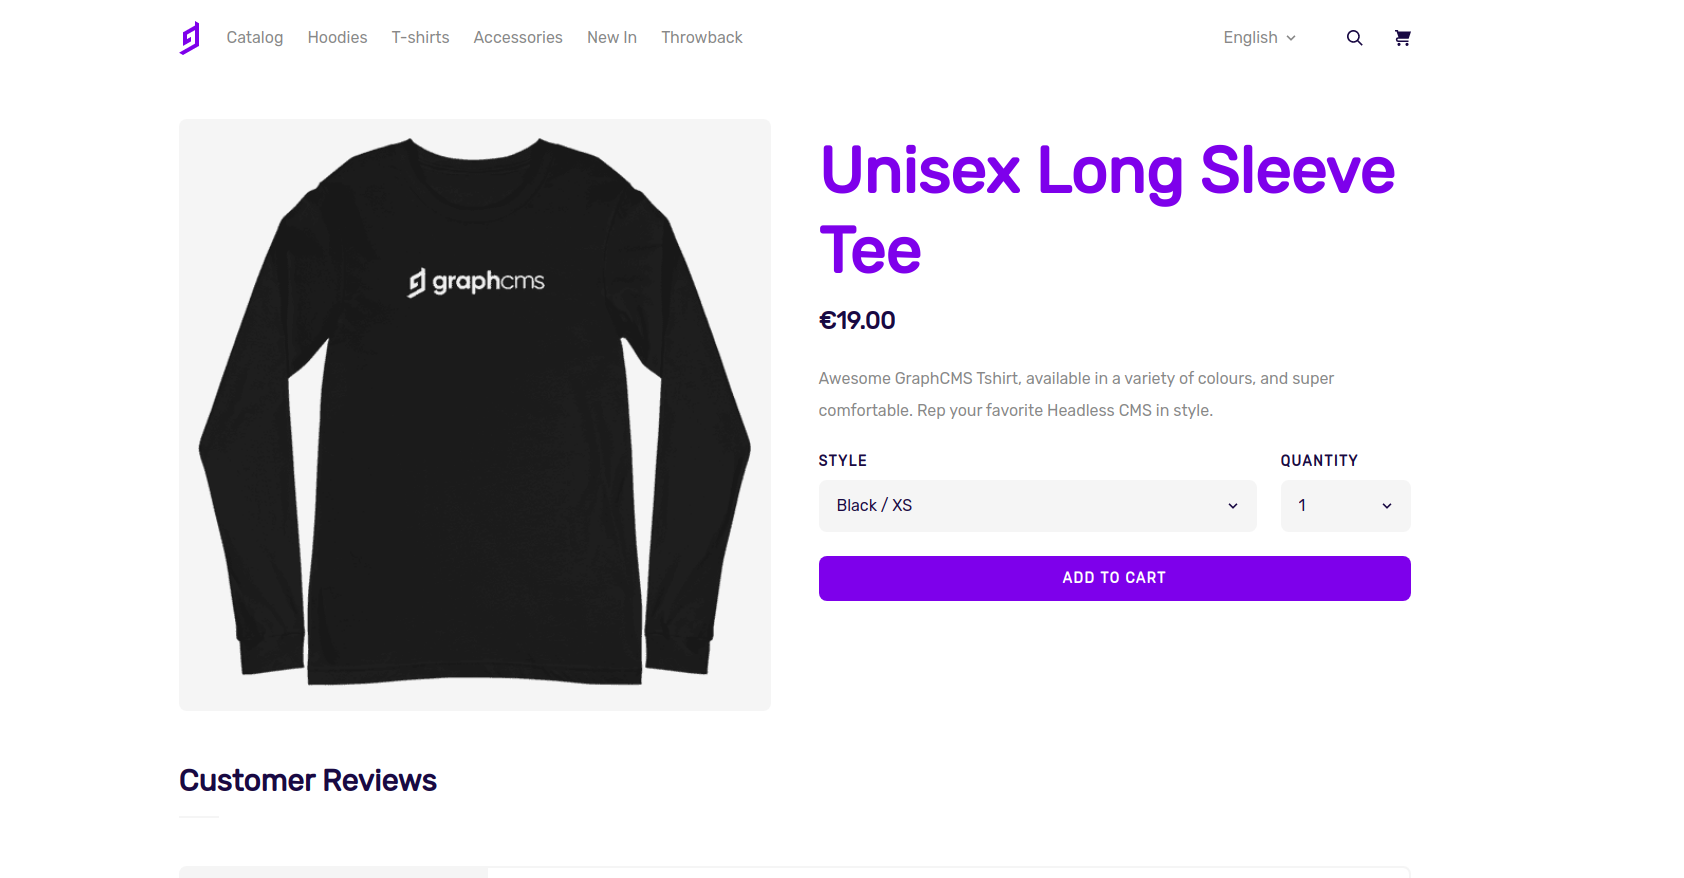 Catalog Hoodies T-shirts Accessories New In Throwback English
graphcms
Unisex Long Sleeve
Tee
€19.00
Awesome GraphCMS Tshirt, available in a variety of colours, and super
comfortable. Rep your favorite Headless CMS in style.
STYLE QUANTITY
Black / XS 1
ADD TO CART
Customer Reviews